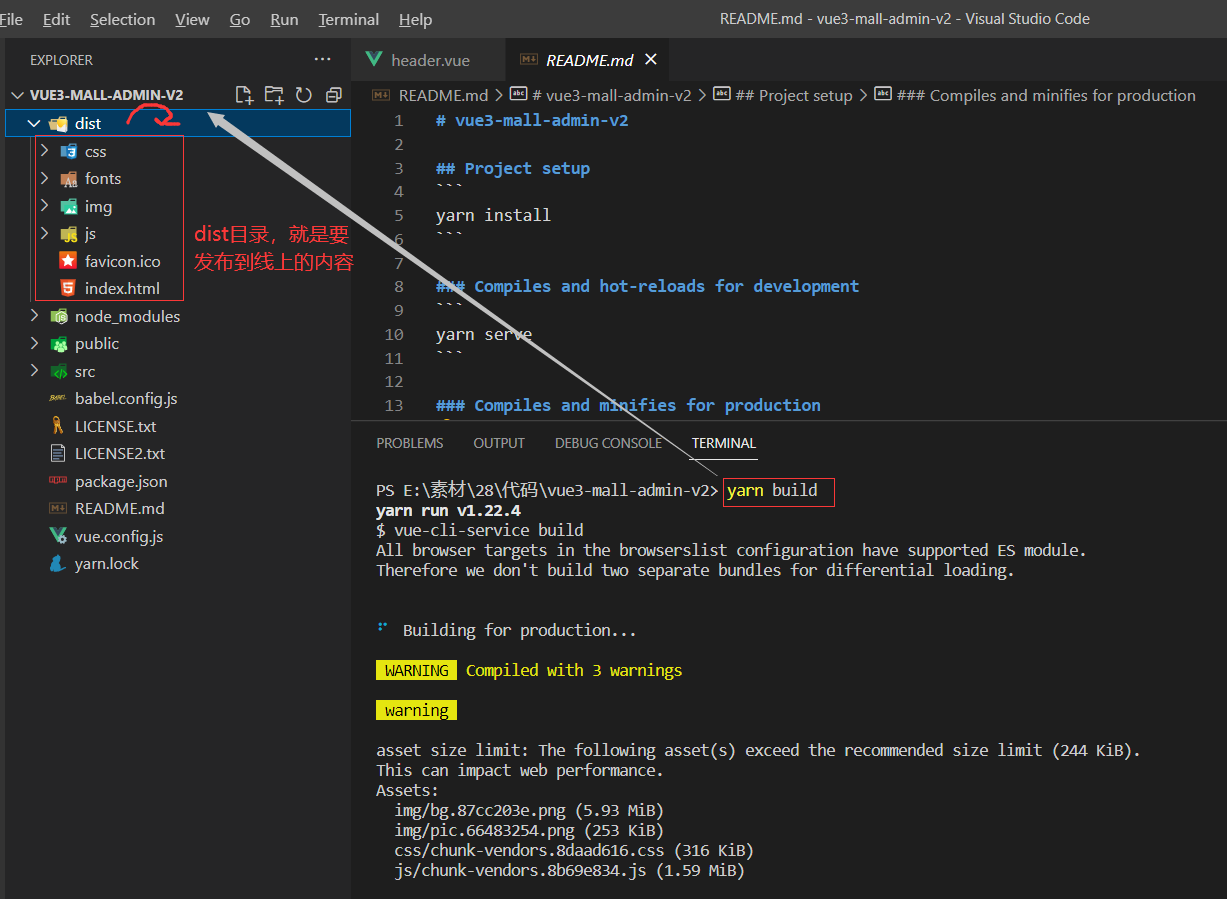 File Edit Selection View Go Run Terminal Help
README.md - vue3-mall-admin-v2 - Visual Studio Code
EXPLORER
VUE3-MALL-ADMIN-V2
dist
css
fonts
img
js
favicon.ico
index.html
node_modules
public
src
babel.config.js
LICENSE.txt
LICENSE2.txt
package.json
README.md
vue.config.js
yarn.lock
dist目录，就是要
发布到线上的内容
header.vue
README.md
README.md > # vue3-mall-admin-v2 > ## Project setup > ### Compiles and minifies for production
1 # vue3-mall-admin-v2
2
3 ## Project setup
4 ```
5 yarn install
6 ```
7
8 ### Compiles and hot-reloads for development
9 ```
10 yarn serve
11 ```
12
13 ### Compiles and minifies for production
PROBLEMS OUTPUT DEBUG CONSOLE TERMINAL
PS E:\素材\28\代码\vue3-mall-admin-v2> yarn build
yarn run v1.22.4
$ vue-cli-service build
All browser targets in the browserslist configuration have supported ES module.
Therefore we don't build two separate bundles for differential loading.
Building for production...
WARNING Compiled with 3 warnings
warning
asset size limit: The following asset(s) exceed the recommended size limit (244 KiB).
This can impact web performance.
Assets:
img/bg.87cc203e.png (5.93 MiB)
img/pic.66483254.png (253 KiB)
css/chunk-vendors.8daad616.css (316 KiB)
js/chunk-vendors.8b69e834.js (1.59 MiB)